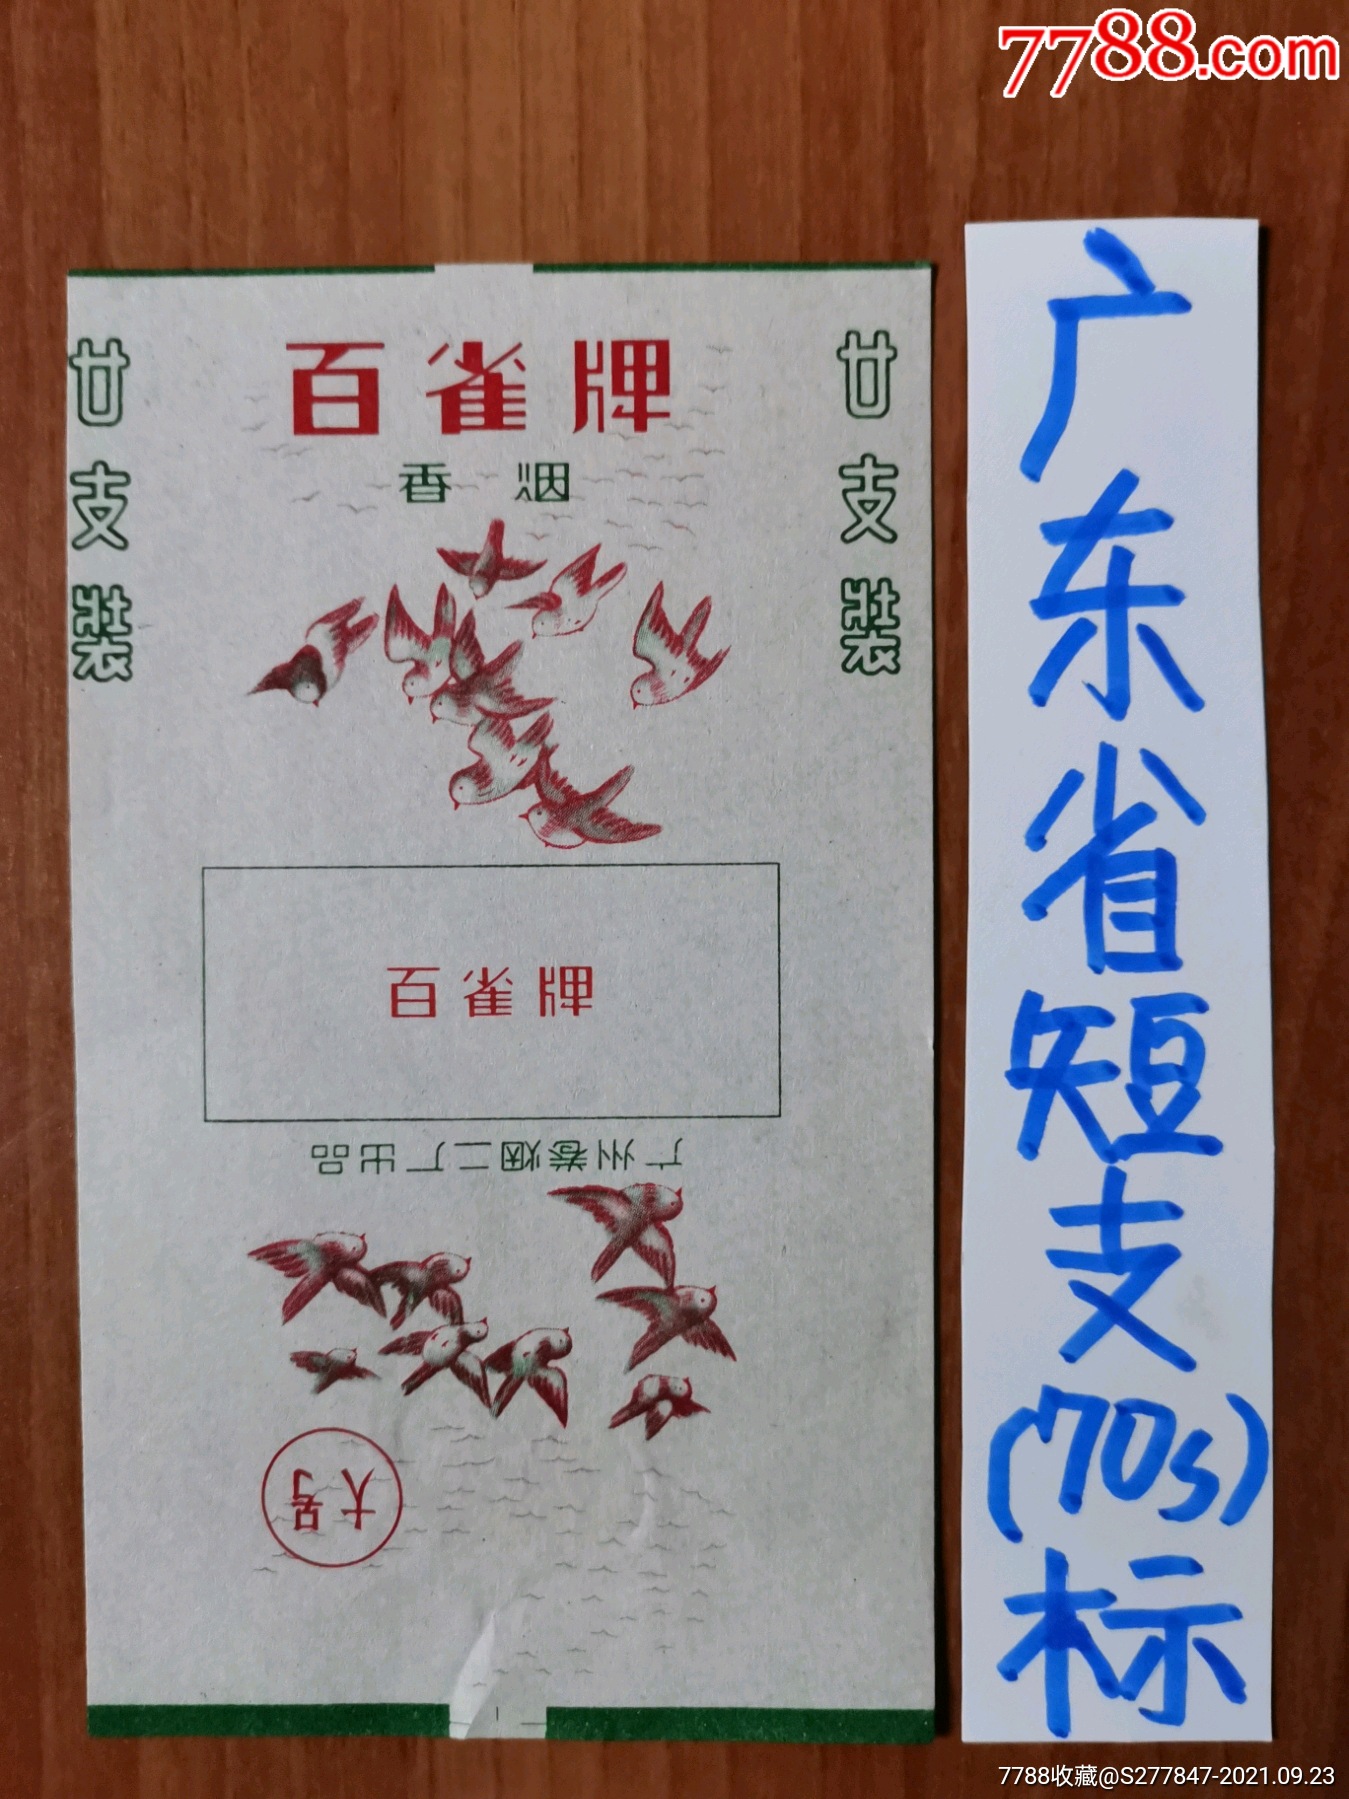 7788.com
百雀牌
香烟
廿支装
廿支装
百雀牌
广州卷烟二厂出品
大号
广东省短支(70s)标
7788收藏@S277847-2021.09.23